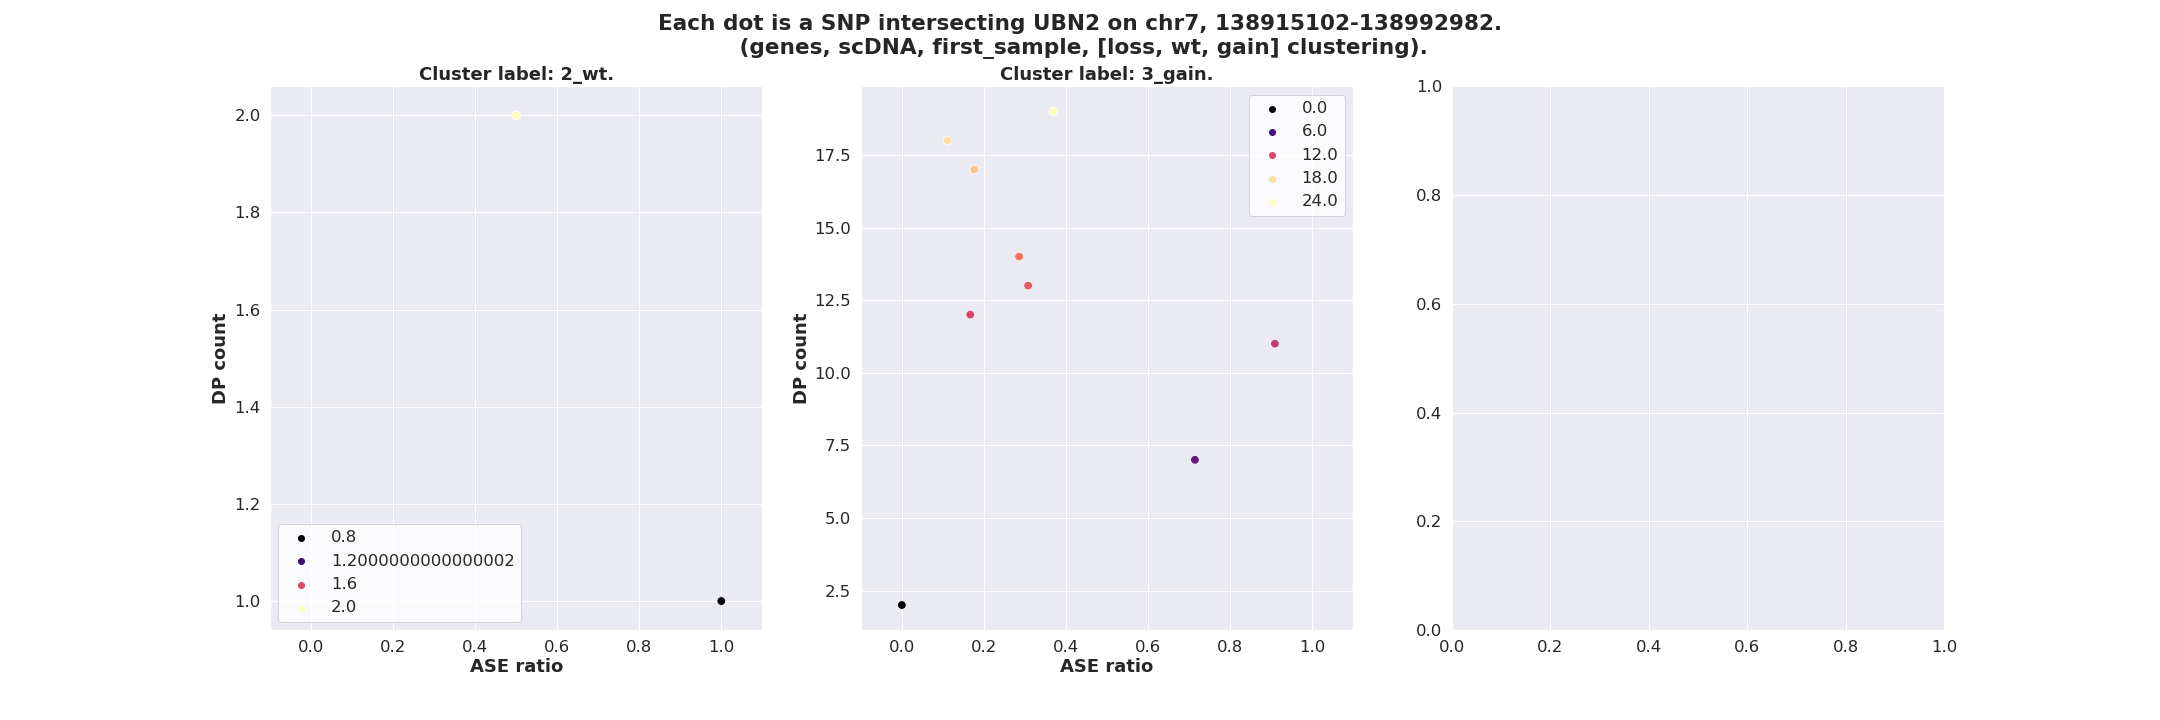 Each dot is a SNP intersecting UBN2 on chr7, 138915102-138992982.
(genes, scDNA, first_sample, [loss, wt, gain] clustering).
Cluster label: 2_wt.
2.0
1.8
1.6
1.4
1.2
1.0
DP count
0.8
1.2000000000000002
1.6
2.0
0.0 0.2 0.4 0.6 0.8 1.0
ASE ratio
Cluster label: 3_gain.
17.5
15.0
12.5
10.0
7.5
5.0
2.5
DP count
0.0
6.0
12.0
18.0
24.0
0.0 0.2 0.4 0.6 0.8 1.0
ASE ratio
1.0
0.8
0.6
0.4
0.2
0.0
0.0 0.2 0.4 0.6 0.8 1.0